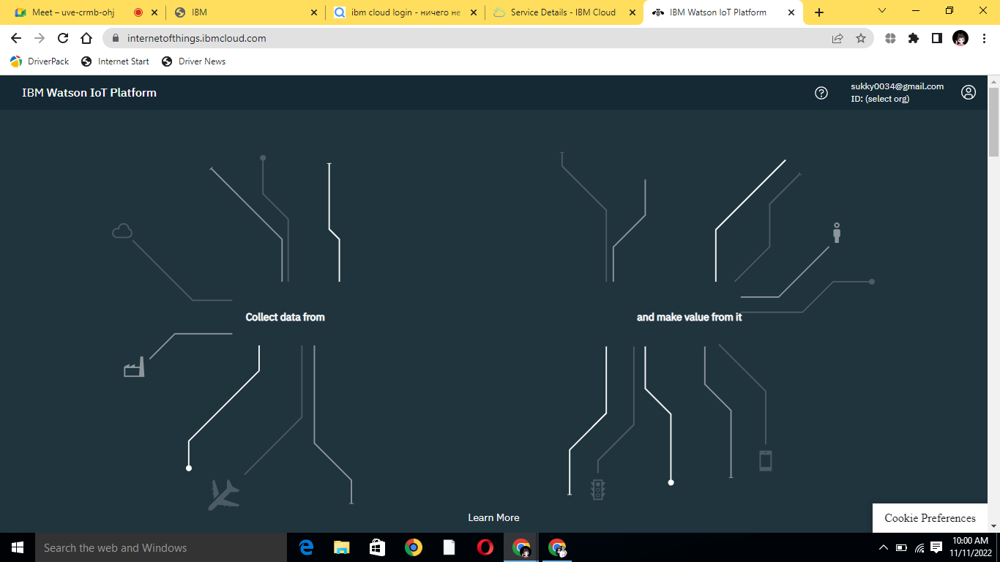 Meet – uve-crmb-ohj
IBM
ibm cloud login - ничего не
Service Details - IBM Cloud
IBM Watson IoT Platform
internetofthings.ibmcloud.com
DriverPack
Internet Start
Driver News
IBM Watson IoT Platform
sukky0034@gmail.com
ID: (select org)
Collect data from
and make value from it
Learn More
Cookie Preferences
Search the web and Windows
10:00 AM
11/11/2022